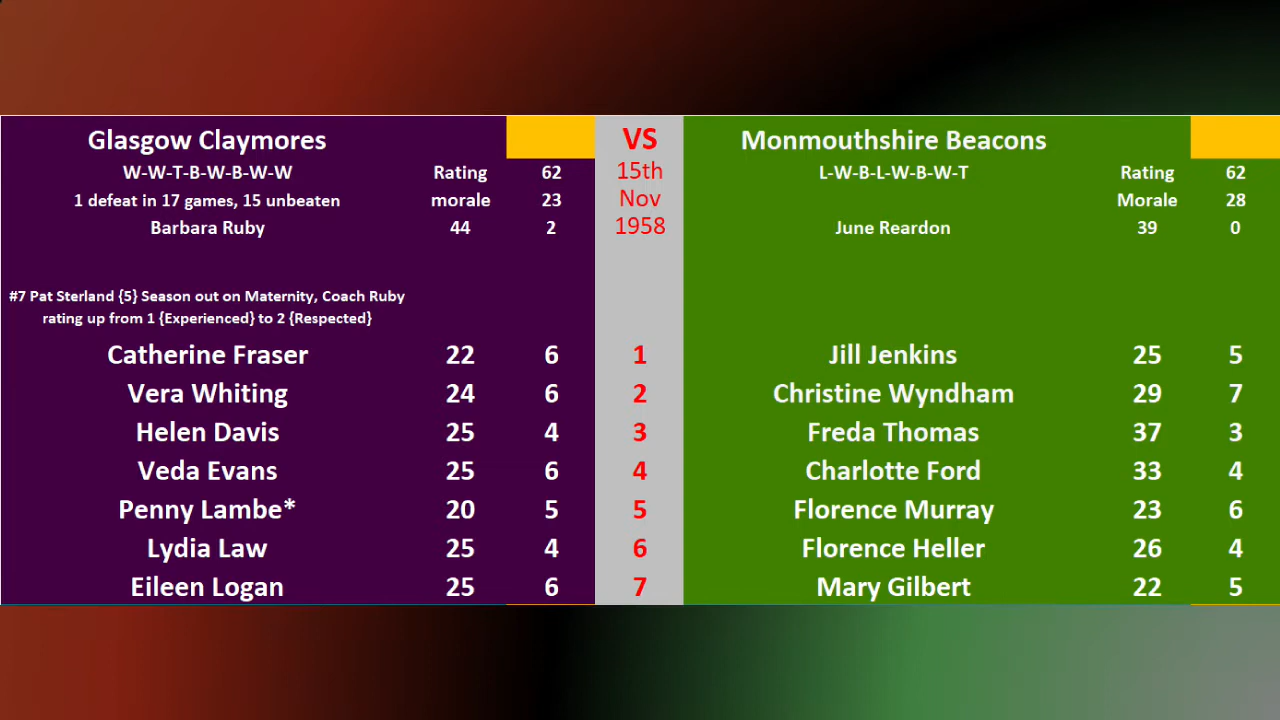 Glasgow Claymores VS Monmouthshire Beacons
W-W-T-B-W-B-W-W Rating 62 15th L-W-B-L-W-B-W-T Rating 62
1 defeat in 17 games, 15 unbeaten morale 23 Nov Morale 28
Barbara Ruby 44 2 1958 June Reardon 39 0
#7 Pat Sterland {5} Season out on Maternity, Coach Ruby
rating up from 1 {Experienced} to 2 {Respected}
Catherine Fraser 22 6 1 Jill Jenkins 25 5
Vera Whiting 24 6 2 Christine Wyndham 29 7
Helen Davis 25 4 3 Freda Thomas 37 3
Veda Evans 25 6 4 Charlotte Ford 33 4
Penny Lambe* 20 5 5 Florence Murray 23 6
Lydia Law 25 4 6 Florence Heller 26 4
Eileen Logan 25 6 7 Mary Gilbert 22 5